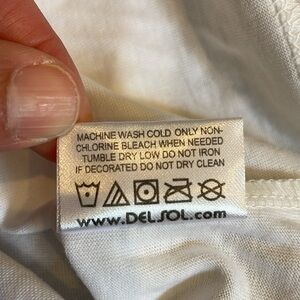 MACHINE WASH COLD ONLY NON-
CHLORINE BLEACH WHEN NEEDED
TUMBLE DRY LOW DO NOT IRON
IF DECORATED DO NOT DRY CLEAN
www.DELSOL.com